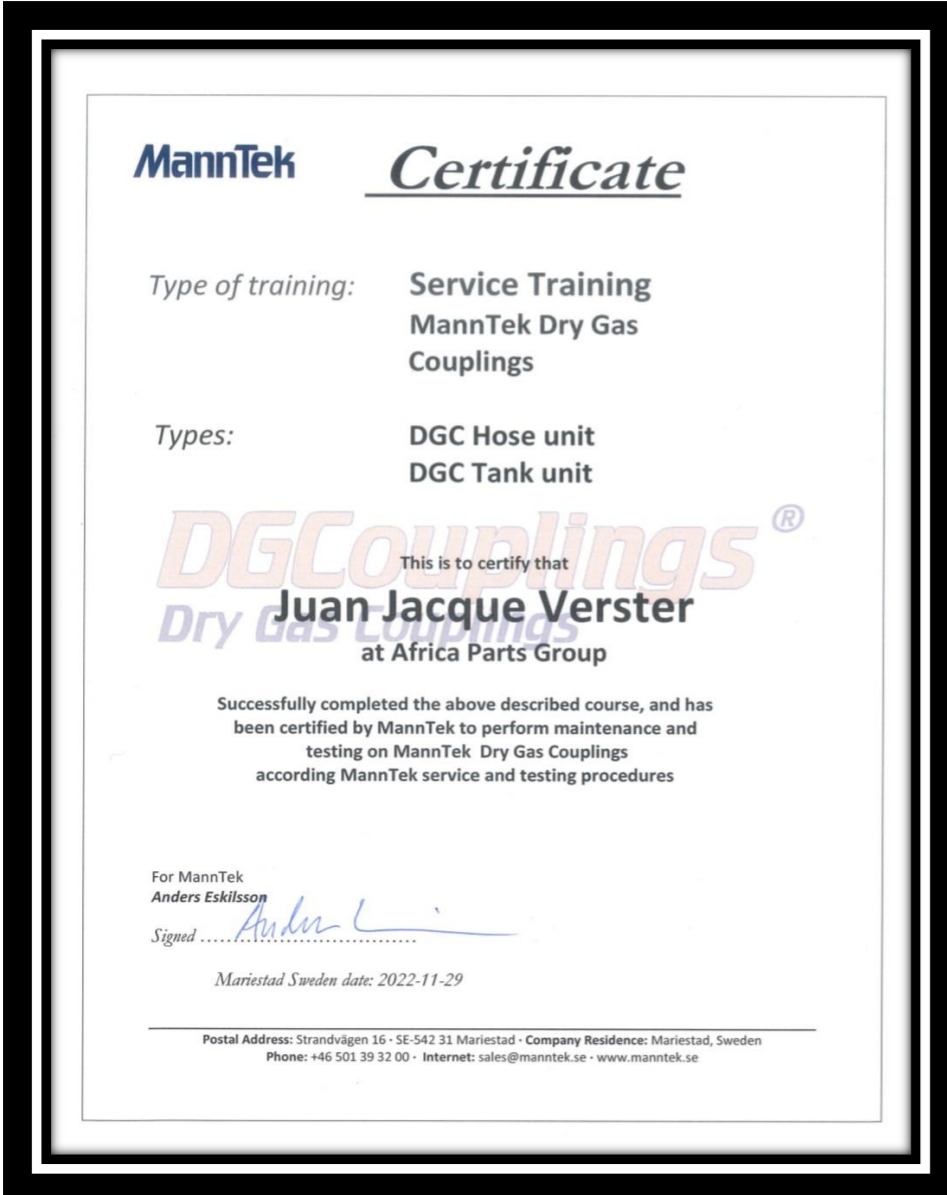 MannTek
Certificate
Type of training:
Service Training
MannTek Dry Gas
Couplings
Types:
DGC Hose unit
DGC Tank unit
DGCouplings®
Dry Gas Couplings
This is to certify that
Juan Jacque Verster
at Africa Parts Group
Successfully completed the above described course, and has
been certified by MannTek to perform maintenance and
testing on MannTek Dry Gas Couplings
according MannTek service and testing procedures
For MannTek
Anders Eskilsson
Signed ....................................
Mariestad Sweden date: 2022-11-29
Postal Address: Strandvägen 16 · SE-542 31 Mariestad · Company Residence: Mariestad, Sweden
Phone: +46 501 39 32 00 · Internet: sales@manntek.se · www.manntek.se